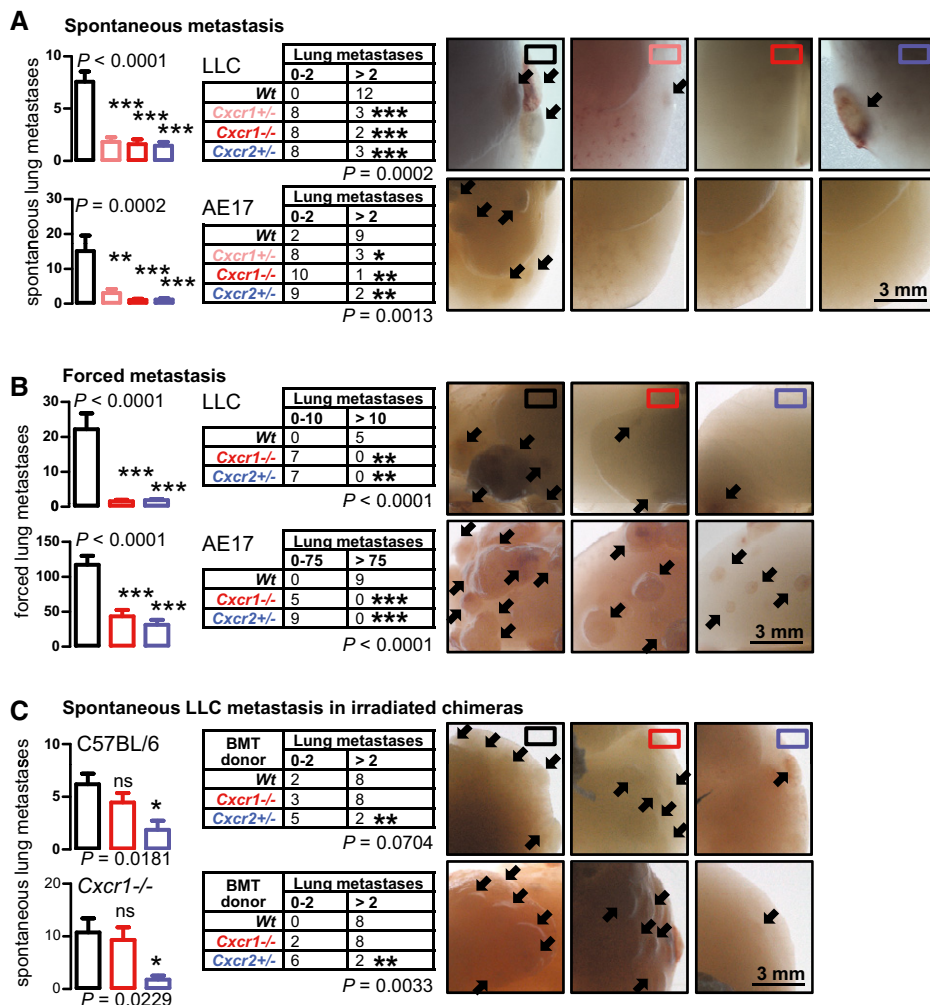 A Spontaneous metastasis
spontaneous lung metastases
10
5
0
P < 0.0001
***
***
***
LLC
Lung metastases
0-2 > 2
Wt 0 12
Cxcr1+/- 8 3 ***
Cxcr1-/- 8 2 ***
Cxcr2+/- 8 3 ***
P = 0.0002
30
20
10
0
P = 0.0002
**
***
***
AE17
Lung metastases
0-2 > 2
Wt 2 9
Cxcr1+/- 8 3 *
Cxcr1-/- 10 1 **
Cxcr2+/- 9 2 **
P = 0.0013
3 mm
B Forced metastasis
forced lung metastases
P < 0.0001
30
20
10
0
***
***
LLC
Lung metastases
0-10 > 10
Wt 0 5
Cxcr1-/- 7 0 **
Cxcr2+/- 7 0 **
P < 0.0001
150
100
50
0
P < 0.0001
***
***
AE17
Lung metastases
0-75 > 75
Wt 0 9
Cxcr1-/- 5 0 ***
Cxcr2+/- 9 0 ***
P < 0.0001
3 mm
C Spontaneous LLC metastasis in irradiated chimeras
spontaneous lung metastases
10
5
0
C57BL/6
ns
*
P = 0.0181
BMT donor Lung metastases
0-2 > 2
Wt 2 8
Cxcr1-/- 3 8
Cxcr2+/- 5 2 **
P = 0.0704
20
10
0
Cxcr1-/-
ns
*
P = 0.0229
BMT donor Lung metastases
0-2 > 2
Wt 0 8
Cxcr1-/- 2 8
Cxcr2+/- 6 2 **
P = 0.0033
3 mm